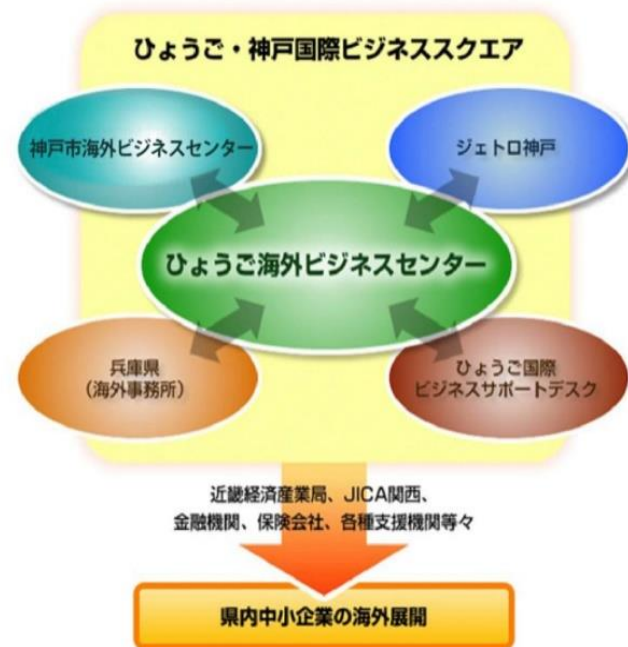 ひょうご・神戸国際ビジネススクエア
神戸市海外ビジネスセンター
ジェトロ神戸
ひょうご海外ビジネスセンター
兵庫県
（海外事務所）
ひょうご国際
ビジネスサポートデスク
近畿経済産業局、JICA関西、
金融機関、保険会社、各種支援機関等々
県内中小企業の海外展開